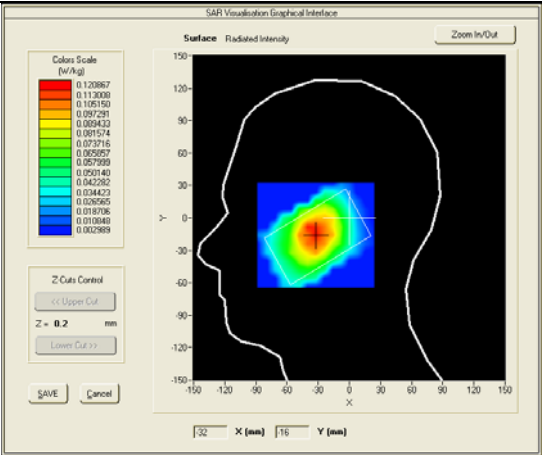 SAR Visualisation Graphical Interface
Surface Radiated Intensity
Zoom In/Out
Colors Scale
(W/kg)
0.120867
0.113008
0.105150
0.097291
0.089433
0.081574
0.073716
0.065857
0.057999
0.050140
0.042282
0.034423
0.026565
0.018706
0.010848
0.002989
Z-Cuts Control
<< Upper Cut
Z = 0.2 mm
Lower Cut >>
SAVE Cancel
150
120
90
60
30
0
-30
-60
-90
-120
-150
Y
-150 -120 -90 -60 -30 0 30 60 90 120 150
X
-32 X (mm) -16 Y (mm)